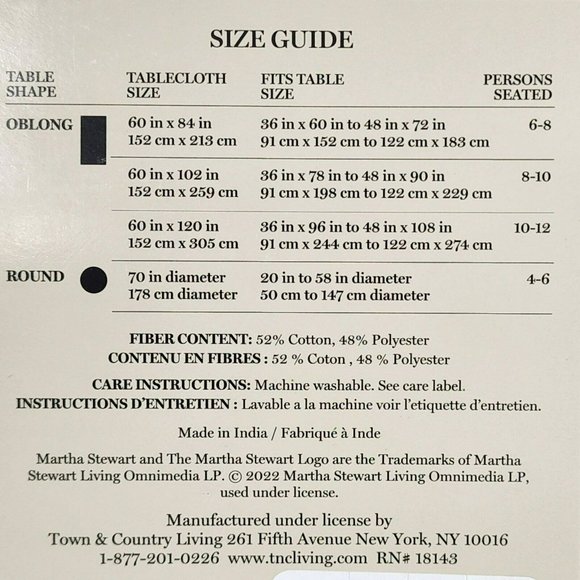 SIZE GUIDE
TABLE SHAPE TABLECLOTH SIZE FITS TABLE SIZE PERSONS SEATED
OBLONG 60 in x 84 in 36 in x 60 in to 48 in x 72 in 6-8
152 cm x 213 cm 91 cm x 152 cm to 122 cm x 183 cm
60 in x 102 in 36 in x 78 in to 48 in x 90 in 8-10
152 cm x 259 cm 91 cm x 198 cm to 122 cm x 229 cm
60 in x 120 in 36 in x 96 in to 48 in x 108 in 10-12
152 cm x 305 cm 91 cm x 244 cm to 122 cm x 274 cm
ROUND 70 in diameter 20 in to 58 in diameter 4-6
178 cm diameter 50 cm to 147 cm diameter
FIBER CONTENT: 52% Cotton, 48% Polyester
CONTENU EN FIBRES : 52 % Coton , 48 % Polyester
CARE INSTRUCTIONS: Machine washable. See care label.
INSTRUCTIONS D'ENTRETIEN : Lavable a la machine voir l'etiquette d'entretien.
Made in India / Fabriqué à Inde
Martha Stewart and The Martha Stewart Logo are the Trademarks of Martha
Stewart Living Omnimedia LP. © 2022 Martha Stewart Living Omnimedia LP,
used under license.
Manufactured under license by
Town & Country Living 261 Fifth Avenue New York, NY 10016
1-877-201-0226 www.tncliving.com RN# 18143